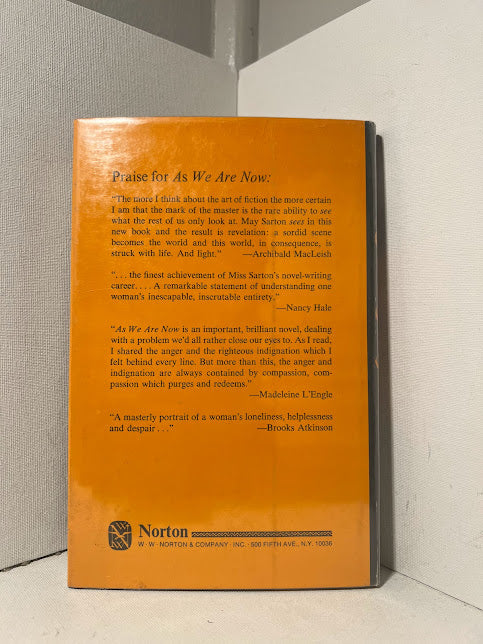 Praise for As We Are Now:
“The more I think about the art of fiction the more certain
I am that the mark of the master is the rare ability to see
what the rest of us only look at. May Sarton sees in this
new book and the result is revelation: a sordid scene
becomes the world and this world, in consequence, is
struck with life. And light.” —Archibald MacLeish
“. . . the finest achievement of Miss Sarton's novel-writing
career. . . . A remarkable statement of understanding one
woman's inescapable, inscrutable entirety.”
—Nancy Hale
“As We Are Now is an important, brilliant novel, dealing
with a problem we'd all rather close our eyes to. As I read,
I shared the anger and the righteous indignation which I
felt behind every line. But more than this, the anger and
indignation are always contained by compassion, com-
passion which purges and redeems.”
—Madeleine L'Engle
“A masterly portrait of a woman's loneliness, helplessness
and despair . . .” —Brooks Atkinson
Norton
W · W · NORTON & COMPANY · INC · 500 FIFTH AVE., N.Y. 10036